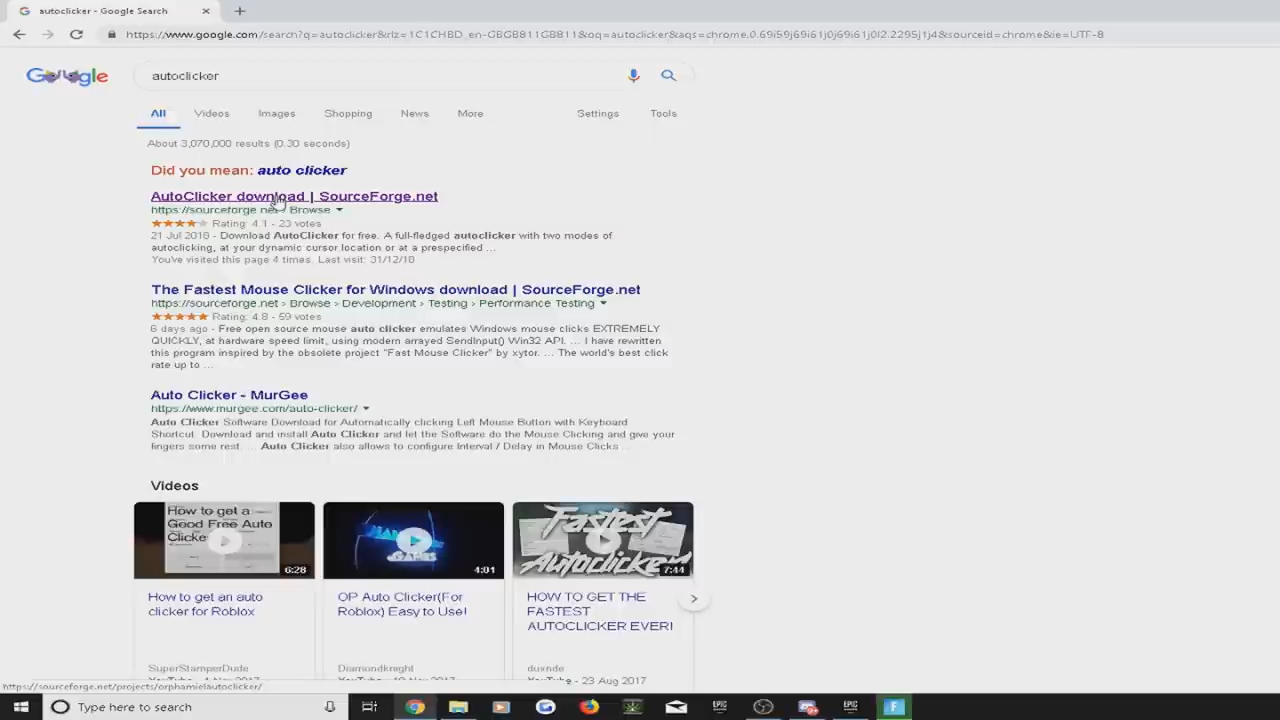 autoclicker - Google Search
https://www.google.com/search?q=autoclicker&rlz=1C1CHBD_en-GBGB811GB811&oq=autoclicker&aqs=chrome.0.69i59j69i61j0j69i61j0l2.2295j1j4&sourceid=chrome&ie=UTF-8
Google
autoclicker
All Videos Images Shopping News More Settings Tools
About 3,070,000 results (0.30 seconds)
Did you mean: auto clicker
AutoClicker download | SourceForge.net
https://sourceforge.net › Browse
Rating: 4.1 - 23 votes
21 Jul 2018 - Download AutoClicker for free. A full-fledged autoclicker with two modes of
autoclicking, at your dynamic cursor location or at a prespecified ...
You've visited this page 4 times. Last visit: 31/12/18
The Fastest Mouse Clicker for Windows download | SourceForge.net
https://sourceforge.net › Browse › Development › Testing › Performance Testing
Rating: 4.8 - 59 votes
6 days ago - Free open source mouse auto clicker emulates Windows mouse clicks EXTREMELY
QUICKLY, at hardware speed limit, using modern arrayed SendInput() Win32 API. ... I have rewritten
this program inspired by the obsolete project "Fast Mouse Clicker" by xytor. ... The world's best click
rate up to ...
Auto Clicker - MurGee
https://www.murgee.com/auto-clicker/
Auto Clicker Software Download for Automatically clicking Left Mouse Button with Keyboard
Shortcut. Download and install Auto Clicker and let the Software do the Mouse Clicking and give your
fingers some rest. ... Auto Clicker also allows to configure Interval / Delay in Mouse Clicks ...
Videos
How to get a
Good Free Auto
Clicker
6:28
GAMES
4:01
Fastest
Autoclicker
7:44
How to get an auto
clicker for Roblox
OP Auto Clicker(For
Roblox) Easy to Use!
HOW TO GET THE
FASTEST
AUTOCLICKER EVER!
SuperStamperDude
Diamondknight
duxnde
YouTube - 4 Nov 2017
YouTube - 19 Nov 2017
YouTube - 23 Aug 2017
https://sourceforge.net/projects/orphamielautoclicker/
Type here to search
EPIC
EPIC
F